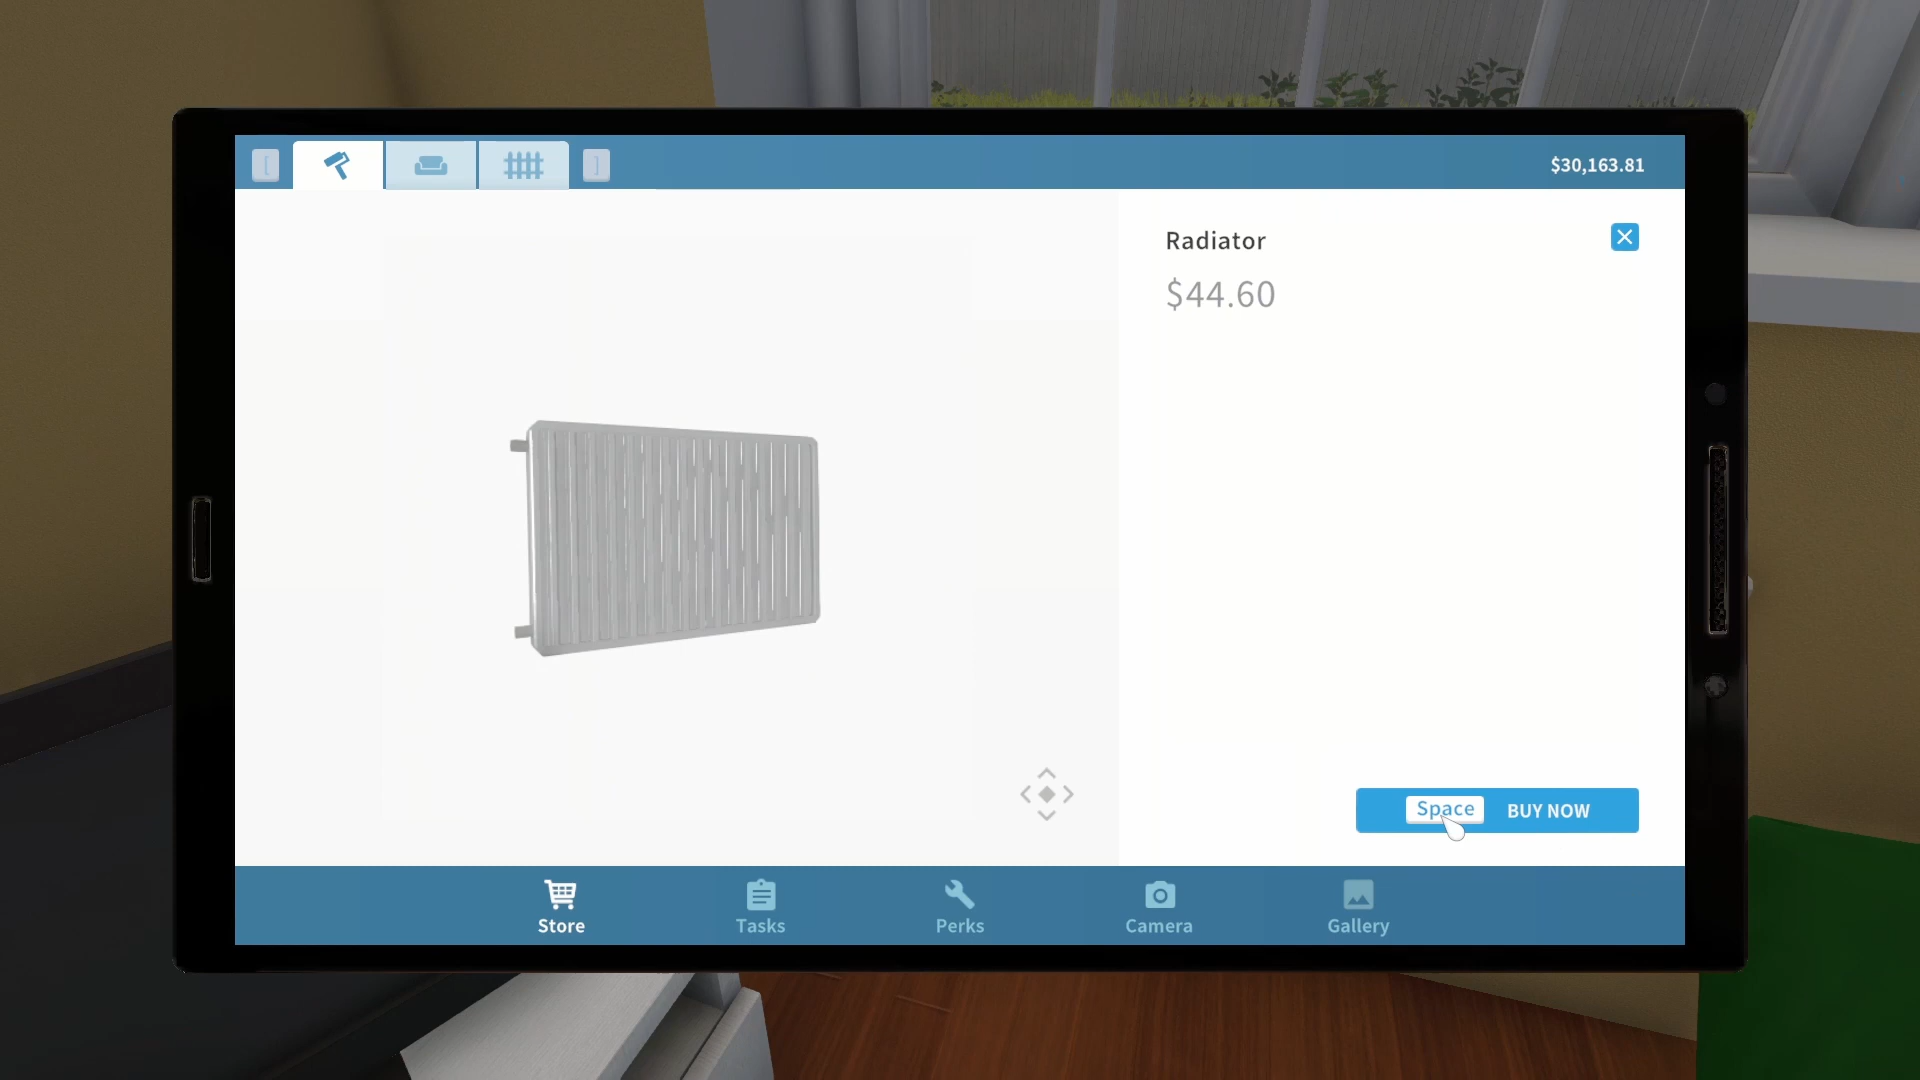 [
]
$30,163.81
Radiator
$44.60
Space BUY NOW
Store
Tasks
Perks
Camera
Gallery